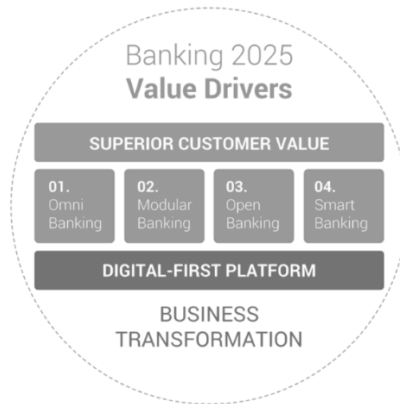 Banking 2025
Value Drivers
SUPERIOR CUSTOMER VALUE
01.
Omni
Banking
02.
Modular
Banking
03.
Open
Banking
04.
Smart
Banking
DIGITAL-FIRST PLATFORM
BUSINESS
TRANSFORMATION